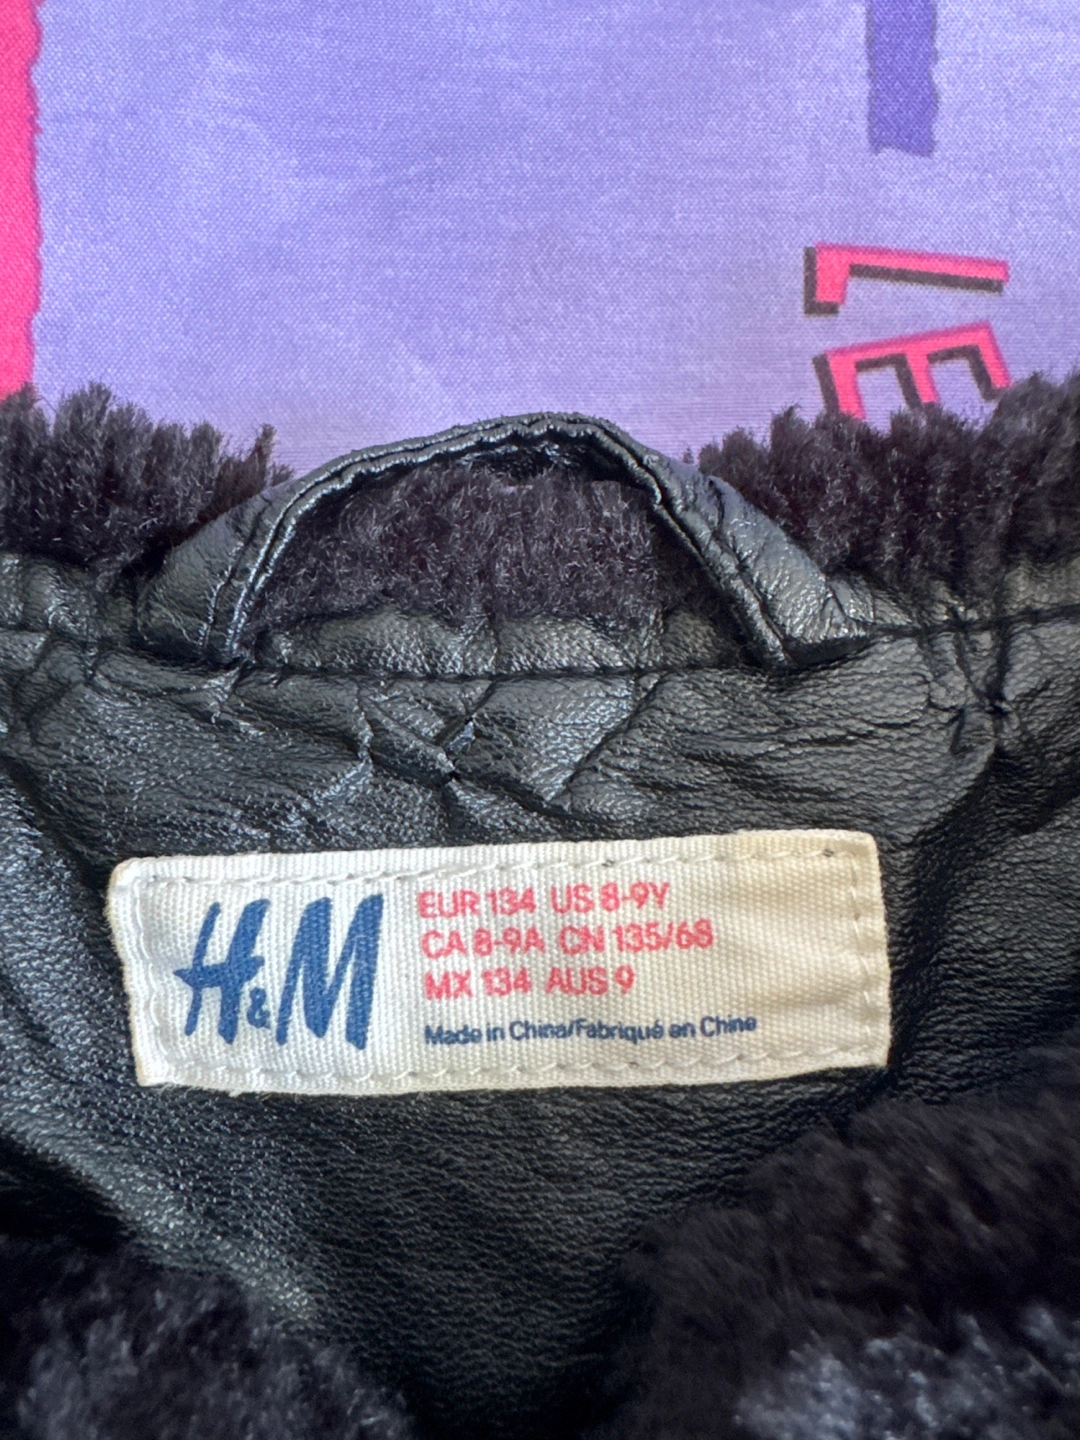 H&M
EUR 134 US 8-9Y
CA 8-9A CN 135/68
MX 134 AUS 9
Made in China/Fabriqué en Chine